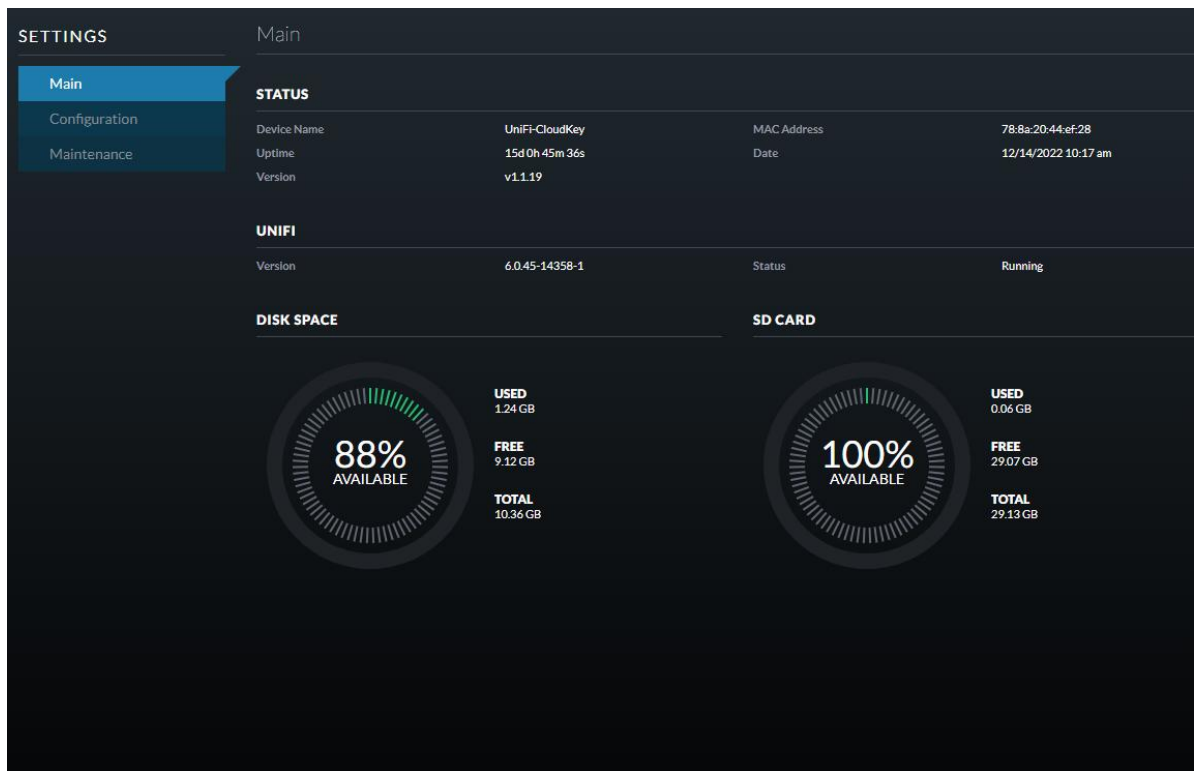 SETTINGS
Main
Configuration
Maintenance
Main
STATUS
Device Name UniFi-CloudKey MAC Address 78:8a:20:44:ef:28
Uptime 15d 0h 45m 36s Date 12/14/2022 10:17 am
Version v1.1.19
UNIFI
Version 6.0.45-14358-1 Status Running
DISK SPACE
88%
AVAILABLE
USED
1.24 GB
FREE
9.12 GB
TOTAL
10.36 GB
SD CARD
100%
AVAILABLE
USED
0.06 GB
FREE
29.07 GB
TOTAL
29.13 GB